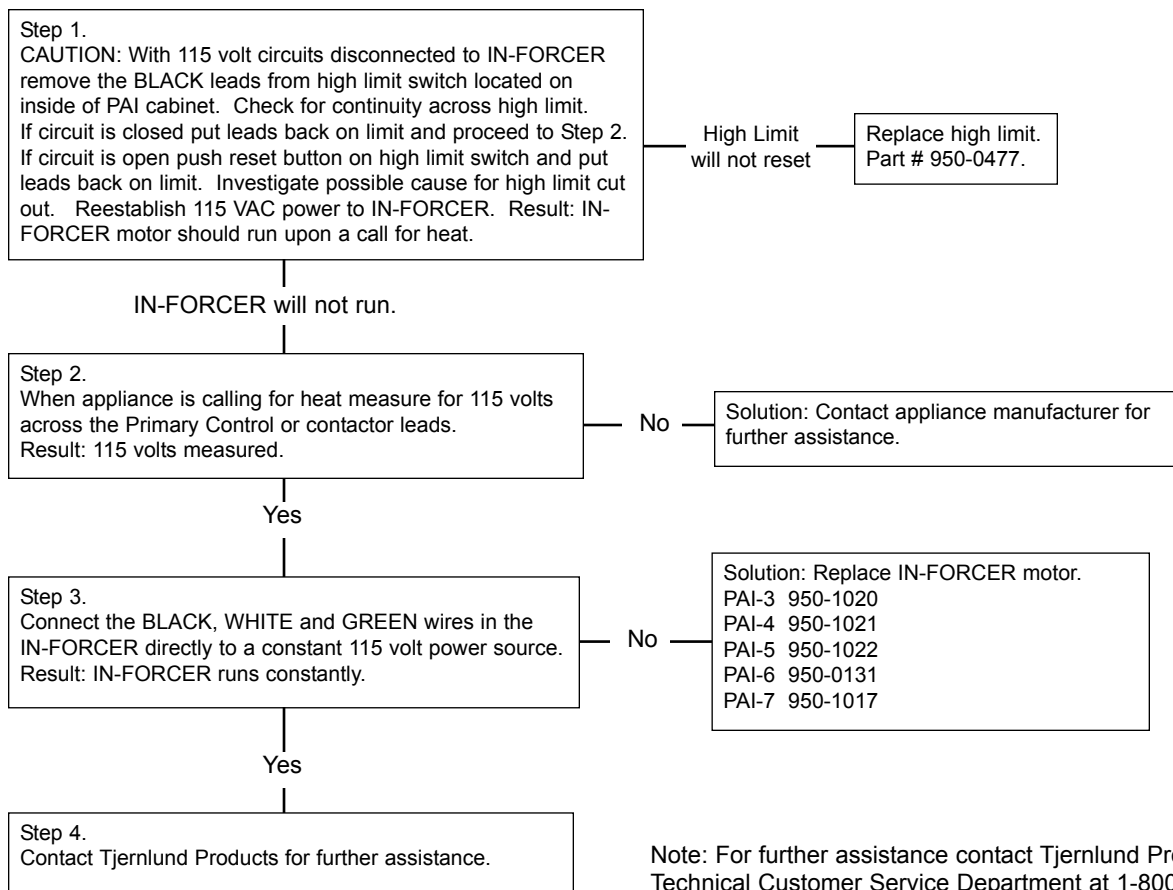 Step 1.
CAUTION: With 115 volt circuits disconnected to IN-FORCER
remove the BLACK leads from high limit switch located on
inside of PAI cabinet. Check for continuity across high limit.
If circuit is closed put leads back on limit and proceed to Step 2.
If circuit is open push reset button on high limit switch and put
leads back on limit. Investigate possible cause for high limit cut
out. Reestablish 115 VAC power to IN-FORCER. Result: IN-
FORCER motor should run upon a call for heat.
High Limit
will not reset
Replace high limit.
Part # 950-0477.
IN-FORCER will not run.
Step 2.
When appliance is calling for heat measure for 115 volts
across the Primary Control or contactor leads.
Result: 115 volts measured.
No
Solution: Contact appliance manufacturer for
further assistance.
Yes
Step 3.
Connect the BLACK, WHITE and GREEN wires in the
IN-FORCER directly to a constant 115 volt power source.
Result: IN-FORCER runs constantly.
No
Solution: Replace IN-FORCER motor.
PAI-3 950-1020
PAI-4 950-1021
PAI-5 950-1022
PAI-6 950-0131
PAI-7 950-1017
Yes
Step 4.
Contact Tjernlund Products for further assistance.
Note: For further assistance contact Tjernlund Pr
Technical Customer Service Department at 1-800